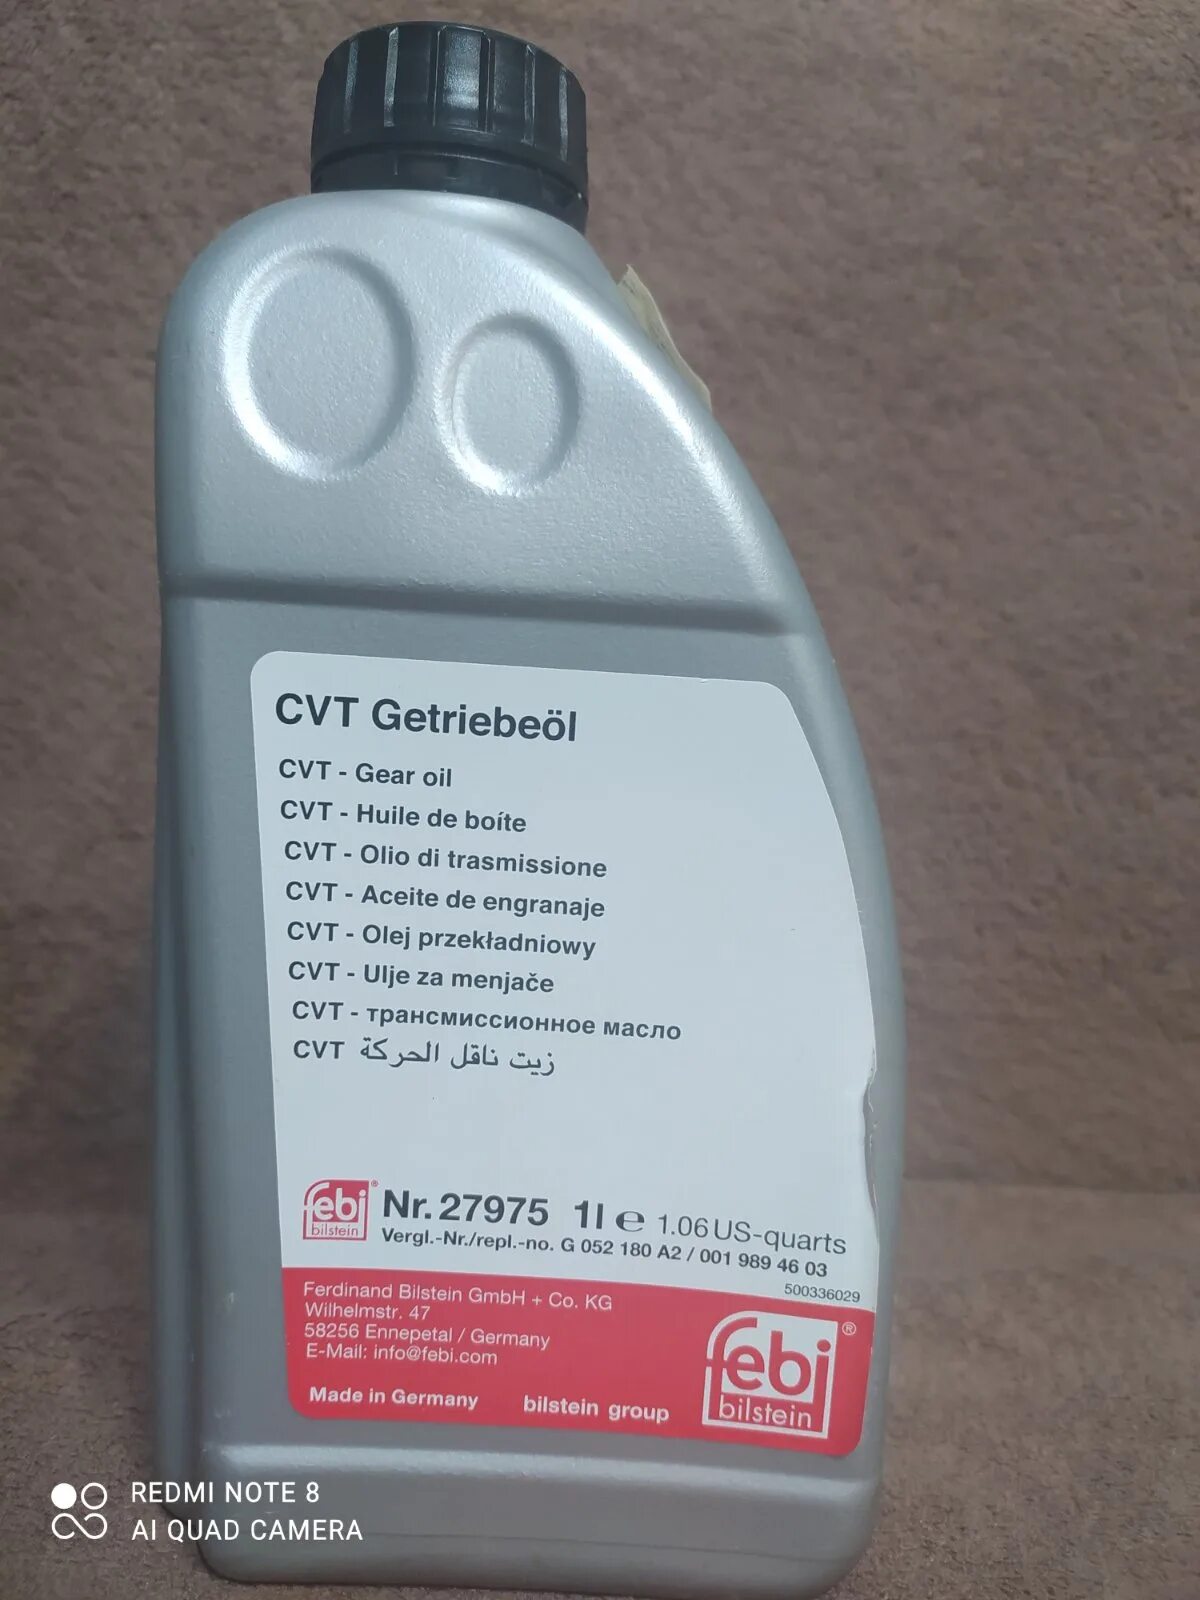 CVT Getriebeöl
CVT - Gear oil
CVT - Huile de boíte
CVT - Olio di trasmissione
CVT - Aceite de engranaje
CVT - Olej przekładniowy
CVT - Ulje za menjače
CVT - трансмиссионное масло
CVT زيت ناقل الحركة
febi® bilstein Nr. 27975 1l ℮ 1.06 US-quarts
Vergl.-Nr./repl.-no. G 052 180 A2 / 001 989 46 03
500336029
Ferdinand Bilstein GmbH + Co. KG
Wilhelmstr. 47
58256 Ennepetal / Germany
E-Mail: info@febi.com
Made in Germany bilstein group
febi®
bilstein
REDMI NOTE 8
AI QUAD CAMERA